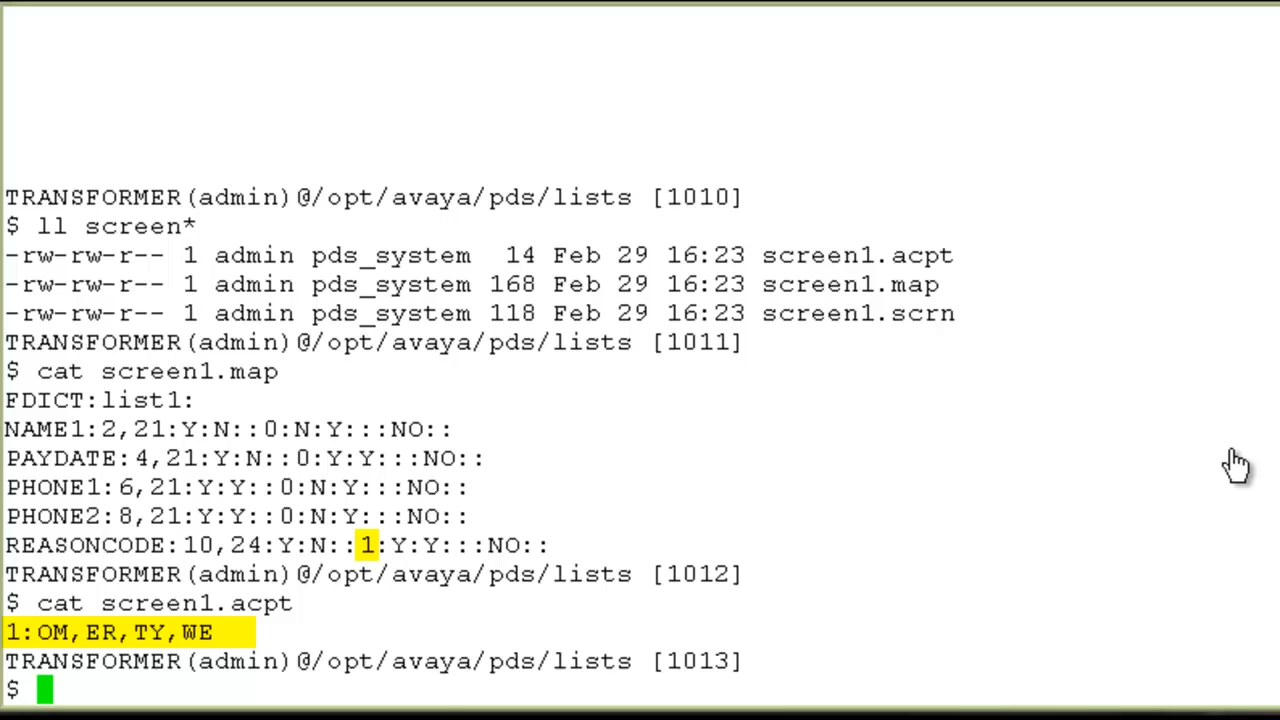 TRANSFORMER(admin)@/opt/avaya/pds/lists [1010]
$ ll screen*
-rw-rw-r-- 1 admin pds_system  14 Feb 29 16:23 screen1.acpt
-rw-rw-r-- 1 admin pds_system 168 Feb 29 16:23 screen1.map
-rw-rw-r-- 1 admin pds_system 118 Feb 29 16:23 screen1.scrn
TRANSFORMER(admin)@/opt/avaya/pds/lists [1011]
$ cat screen1.map
FDICT:list1:
NAME1:2,21:Y:N::0:N:Y:::NO::
PAYDATE:4,21:Y:N::0:Y:Y:::NO::
PHONE1:6,21:Y:Y::0:N:Y:::NO::
PHONE2:8,21:Y:Y::0:N:Y:::NO::
REASONCODE:10,24:Y:N::1:Y:Y:::NO::
TRANSFORMER(admin)@/opt/avaya/pds/lists [1012]
$ cat screen1.acpt
1:OM,ER,TY,WE
TRANSFORMER(admin)@/opt/avaya/pds/lists [1013]
$